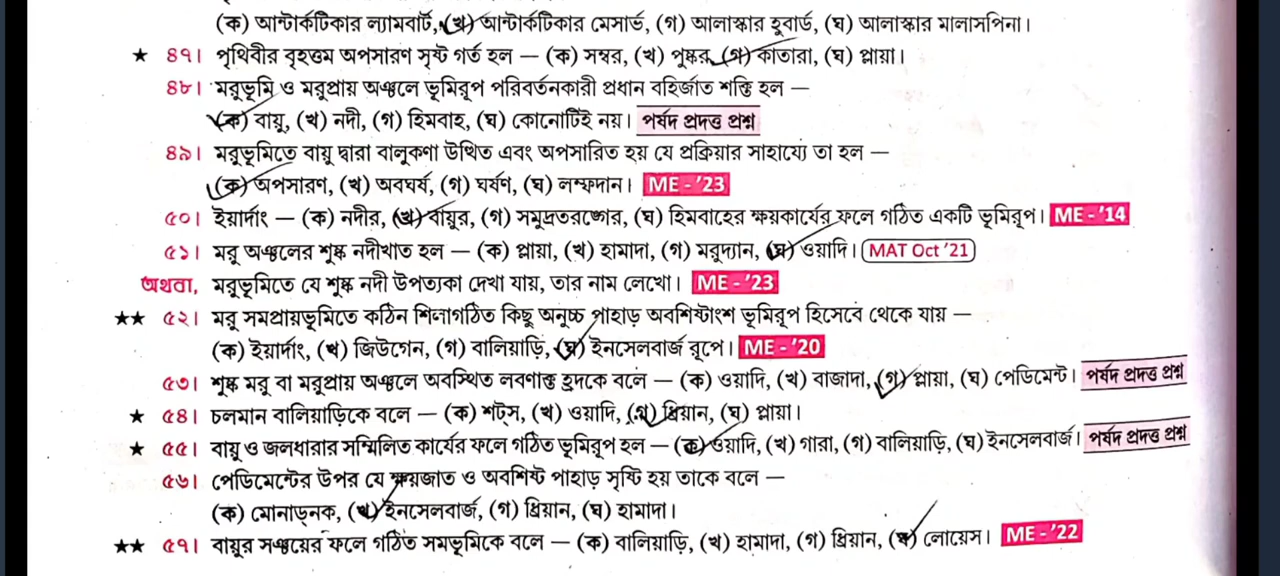 (ক) আন্টার্কটিকার ল্যামবার্ট, (খ) আন্টার্কটিকার মেসার্ভ, (গ) আলাস্কার হুবার্ড, (ঘ) আলাস্কার মালাসপিনা।
★ ৪৭। পৃথিবীর বৃহত্তম অপসারণ সৃষ্ট গর্ত হল — (ক) সম্বর, (খ) পুষ্কর, (গ) কাতারা, (ঘ) প্লায়া।
৪৮। মরুভূমি ও মরুপ্রায় অঞ্চলে ভূমিরূপ পরিবর্তনকারী প্রধান বহির্জাত শক্তি হল —
(ক) বায়ু, (খ) নদী, (গ) হিমবাহ, (ঘ) কোনোটিই নয়। পর্ষদ প্রদত্ত প্রশ্ন
৪৯। মরুভূমিতে বায়ু দ্বারা বালুকণা উত্থিত এবং অপসারিত হয় যে প্রক্রিয়ার সাহায্যে তা হল —
(ক) অপসারণ, (খ) অবঘর্ষ, (গ) ঘর্ষণ, (ঘ) লম্ফদান। ME - '23
৫০। ইয়ার্দাং — (ক) নদীর, (খ) বায়ুর, (গ) সমুদ্রতরঙ্গের, (ঘ) হিমবাহের ক্ষয়কার্যের ফলে গঠিত একটি ভূমিরূপ। ME - '14
৫১। মরু অঞ্চলের শুষ্ক নদীখাত হল — (ক) প্লায়া, (খ) হামাদা, (গ) মরুদ্যান, (ঘ) ওয়াদি। MAT Oct '21
অথবা, মরুভূমিতে যে শুষ্ক নদী উপত্যকা দেখা যায়, তার নাম লেখো। ME - '23
★★ ৫২। মরু সমপ্রায়ভূমিতে কঠিন শিলাগঠিত কিছু অনুচ্চ পাহাড় অবশিষ্টাংশ ভূমিরূপ হিসেবে থেকে যায় —
(ক) ইয়ার্দাং, (খ) জিউগেন, (গ) বালিয়াড়ি, (ঘ) ইনসেলবার্জ রূপে। ME - '20
৫৩। শুষ্ক মরু বা মরুপ্রায় অঞ্চলে অবস্থিত লবণাক্ত হ্রদকে বলে — (ক) ওয়াদি, (খ) বাজাদা, (গ) প্লায়া, (ঘ) পেডিমেন্ট। পর্ষদ প্রদত্ত প্রশ্ন
★ ৫৪। চলমান বালিয়াড়িকে বলে — (ক) শটস, (খ) ওয়াদি, (গ) ধ্রিয়ান, (ঘ) প্লায়া।
★ ৫৫। বায়ু ও জলধারার সম্মিলিত কার্যের ফলে গঠিত ভূমিরূপ হল — (ক) ওয়াদি, (খ) গারা, (গ) বালিয়াড়ি, (ঘ) ইনসেলবার্জ। পর্ষদ প্রদত্ত প্রশ্ন
৫৬। পেডিমেন্টের উপর যে ক্ষয়জাত ও অবশিষ্ট পাহাড় সৃষ্টি হয় তাকে বলে —
(ক) মোনাড্‌নক, (খ) ইনসেলবার্জ, (গ) ধ্রিয়ান, (ঘ) হামাদা।
★★ ৫৭। বায়ুর সঞ্চয়ের ফলে গঠিত সমভূমিকে বলে — (ক) বালিয়াড়ি, (খ) হামাদা, (গ) ধ্রিয়ান, (ঘ) লোয়েস। ME - '22